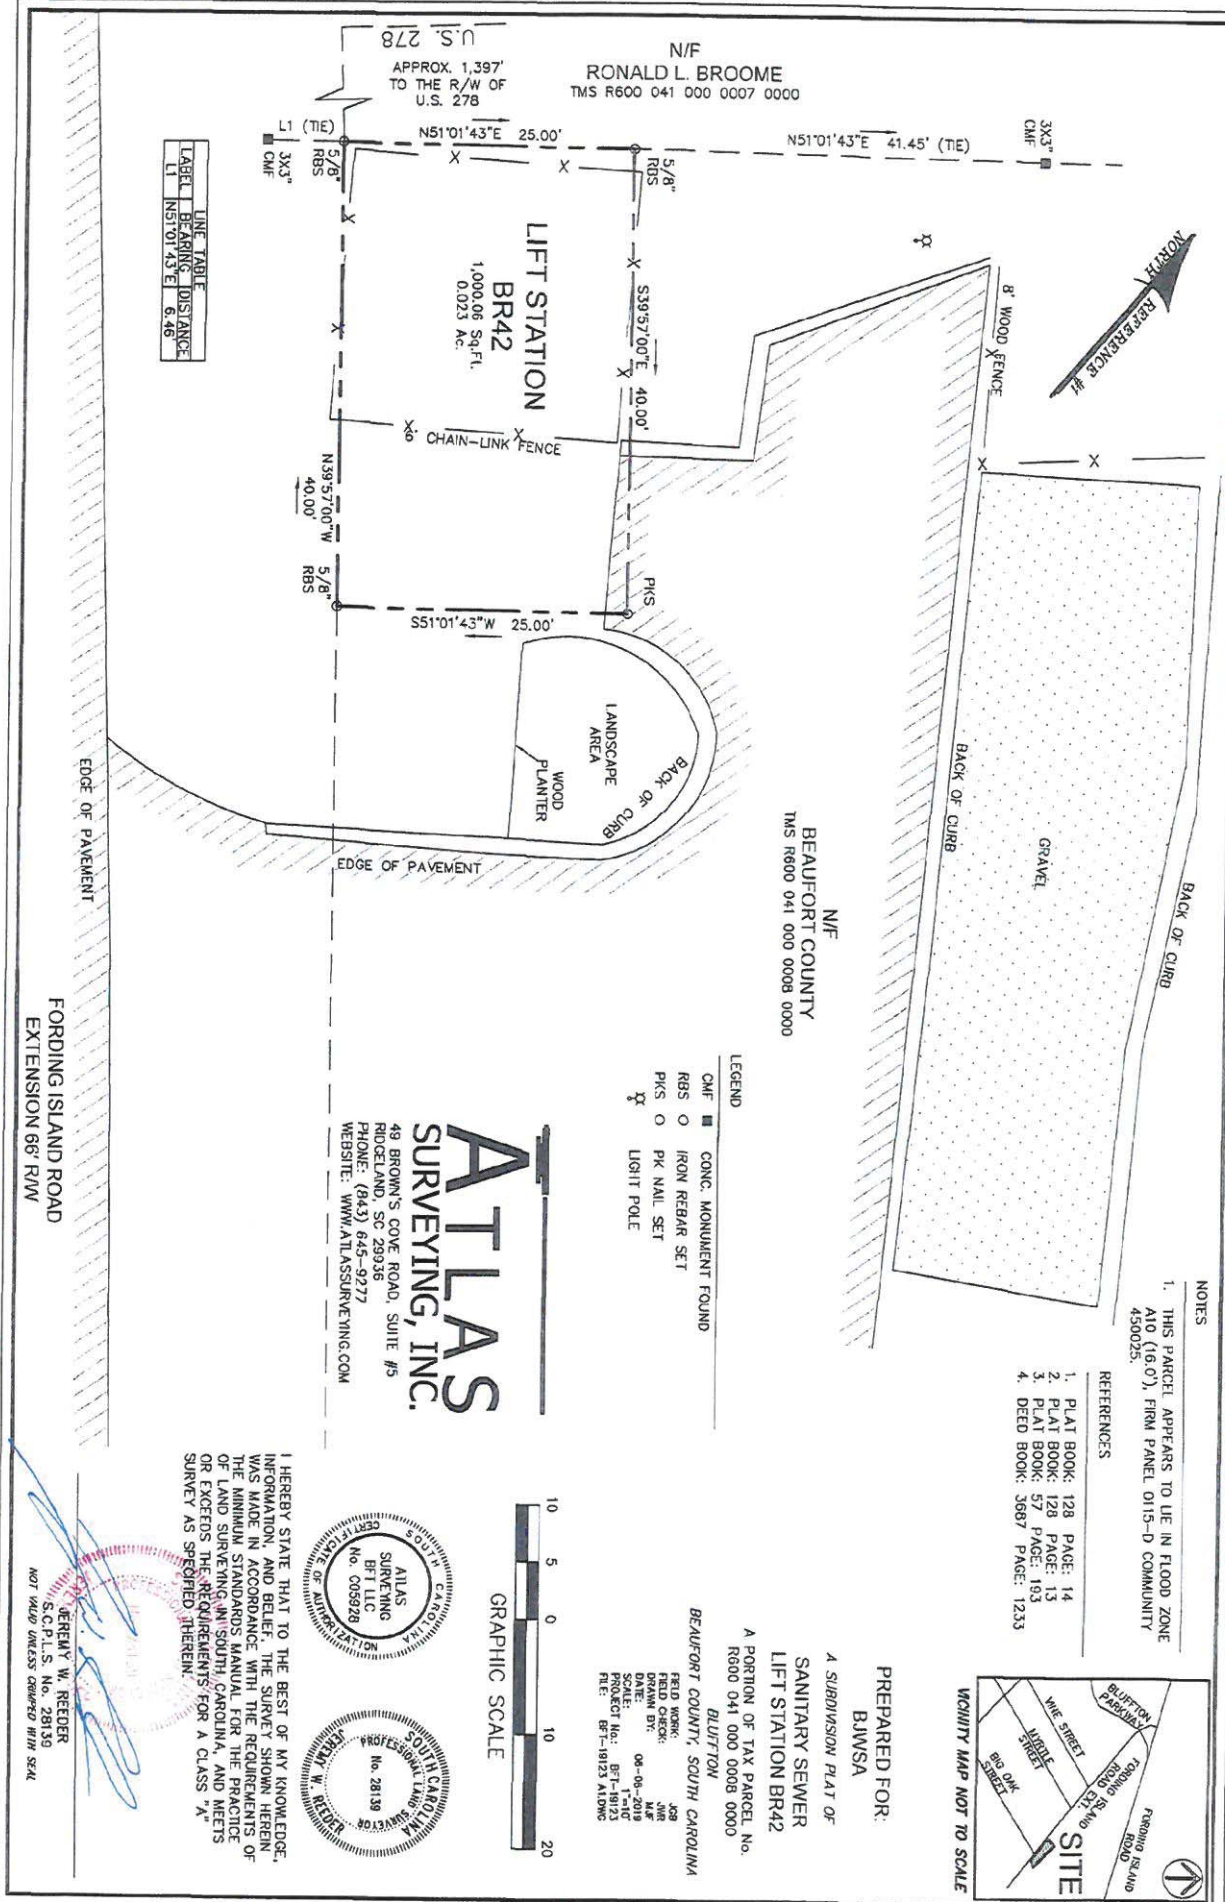 NOTES
1. THIS PARCEL APPEARS TO LIE IN FLOOD ZONE
A10 (16.0'), FIRM PANEL 0115-D COMMUNITY
450025.
REFERENCES
1. PLAT BOOK: 128 PAGE: 14
2. PLAT BOOK: 128 PAGE: 13
3. PLAT BOOK: 57 PAGE: 193
4. DEED BOOK: 3687 PAGE: 1233
BLUFFTON
PARKWAY
VINE STREET
MYRTLE
STREET
BIG OAK
STREET
FORDING ISLAND
ROAD EXT.
FORDING ISLAND
ROAD
SITE
VICINITY MAP NOT TO SCALE
NORTH
REFERENCE #1
GRAVEL
BACK OF CURB
BACK OF CURB
8' WOOD FENCE
X
X
X
3X3"
CMF
N51°01'43"E 41.45' (TIE)
N/F
RONALD L. BROOME
TMS R600 041 000 0007 0000
U.S. 278
APPROX. 1,397'
TO THE R/W OF
U.S. 278
N51°01'43"E 25.00'
L1 (TIE)
3X3"
CMF
5/8"
RBS
5/8"
RBS
X
X
X
X
X
X
X
X
S39°57'00"E 40.00'
LIFT STATION
BR42
1,000.06 Sq.Ft.
0.023 Ac.
6' CHAIN-LINK FENCE
N39°57'00"W
40.00'
5/8"
RBS
PKS
S51°01'43"W 25.00'
LINE TABLE
LABEL BEARING DISTANCE
L1 N51°01'43"E 6.46'
LANDSCAPE
AREA
WOOD
PLANTER
BACK OF CURB
EDGE OF PAVEMENT
EDGE OF PAVEMENT
N/F
BEAUFORT COUNTY
TMS R600 041 000 0008 0000
FORDING ISLAND ROAD
EXTENSION 66' R/W
LEGEND
CMF CONC. MONUMENT FOUND
RBS IRON REBAR SET
PKS PK NAIL SET
LIGHT POLE
ATLAS
SURVEYING, INC.
49 BROWN'S COVE ROAD, SUITE #5
RIDGELAND, SC 29936
PHONE: (843) 645-9277
WEBSITE: WWW.ATLASSURVEYING.COM
PREPARED FOR:
BJWSA
A SUBDIVISION PLAT OF
SANITARY SEWER
LIFT STATION BR42
A PORTION OF TAX PARCEL No.
R600 041 000 0008 0000
BLUFFTON
BEAUFORT COUNTY, SOUTH CAROLINA
FIELD WORK: JGB
FIELD CHECK: JWR
DRAWN BY: MJF
DATE: 06-06-2019
SCALE: 1"=10'
PROJECT No.: BFT-19123
FILE: BFT-19123 A1.DWG
10 5 0 10 20
GRAPHIC SCALE
SOUTH CAROLINA
ATLAS
SURVEYING
BFT LLC
No. C05928
CERTIFICATE OF AUTHORIZATION
SOUTH CAROLINA
PROFESSIONAL LAND SURVEYOR
No. 28139
JEREMY W. REEDER
I HEREBY STATE THAT TO THE BEST OF MY KNOWLEDGE,
INFORMATION, AND BELIEF, THE SURVEY SHOWN HEREIN
WAS MADE IN ACCORDANCE WITH THE REQUIREMENTS OF
THE MINIMUM STANDARDS MANUAL FOR THE PRACTICE
OF LAND SURVEYING IN SOUTH CAROLINA, AND MEETS
OR EXCEEDS THE REQUIREMENTS FOR A CLASS "A"
SURVEY AS SPECIFIED THEREIN.
JEREMY W. REEDER
S.C.P.L.S. No. 28139
NOT VALID UNLESS CRIMPED WITH SEAL